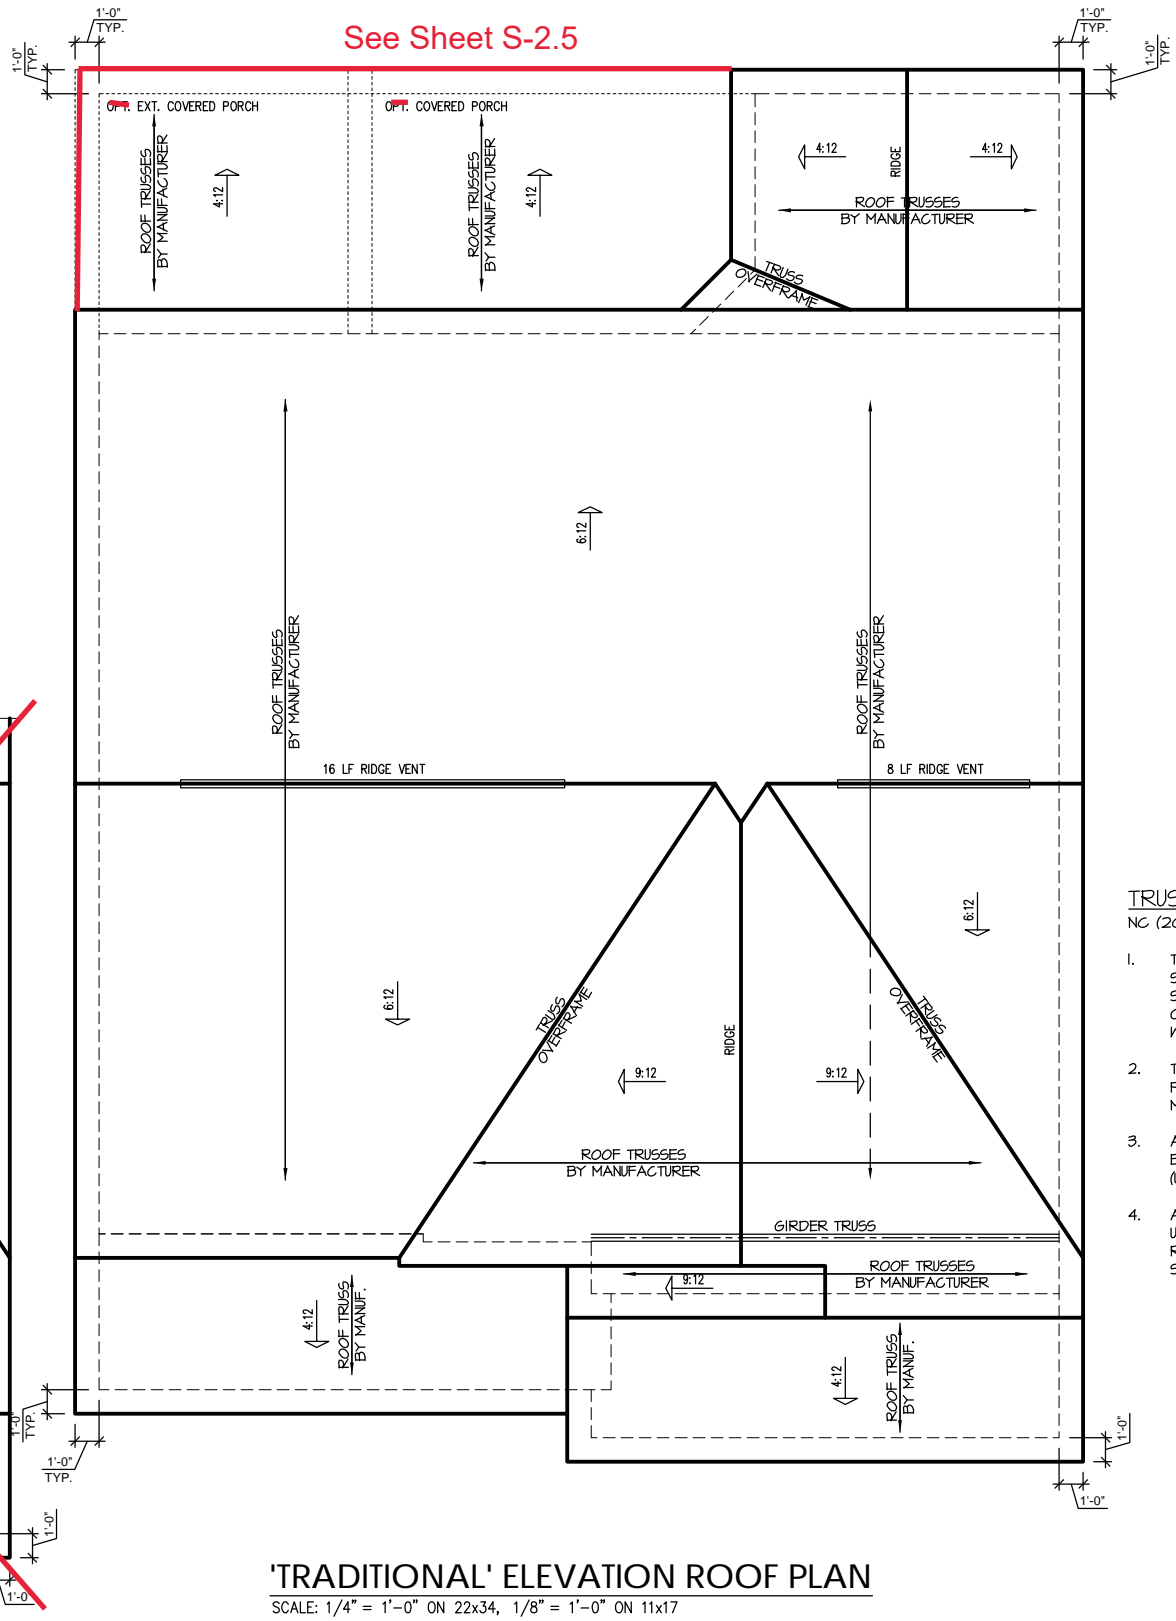 1'-0"
TYP.
1'-0"
TYP.
See Sheet S-2.5
1'-0"
TYP.
1'-0"
TYP.
OPT. EXT. COVERED PORCH
OPT. COVERED PORCH
ROOF TRUSSES
BY MANUFACTURER
4:12
ROOF TRUSSES
BY MANUFACTURER
4:12
4:12
RIDGE
4:12
ROOF TRUSSES
BY MANUFACTURER
TRUSS
OVERFRAME
6:12
ROOF TRUSSES
BY MANUFACTURER
ROOF TRUSSES
BY MANUFACTURER
16 LF RIDGE VENT
8 LF RIDGE VENT
6:12
6:12
TRUSS
OVERFRAME
RIDGE
TRUSS
OVERFRAME
9:12
9:12
ROOF TRUSSES
BY MANUFACTURER
GIRDER TRUSS
ROOF TRUSSES
BY MANUFACTURER
9:12
4:12
ROOF TRUSS
BY MANUF.
4:12
ROOF TRUSS
BY MANUF.
1'-0"
TYP.
1'-0"
TYP.
1'-0"
1'-0"
1'-0"
1'-0"
NC
1.
2.
3.
4.
'TRADITIONAL' ELEVATION ROOF PLAN
SCALE: 1/4" = 1'-0" ON 22x34, 1/8" = 1'-0" ON 11x17